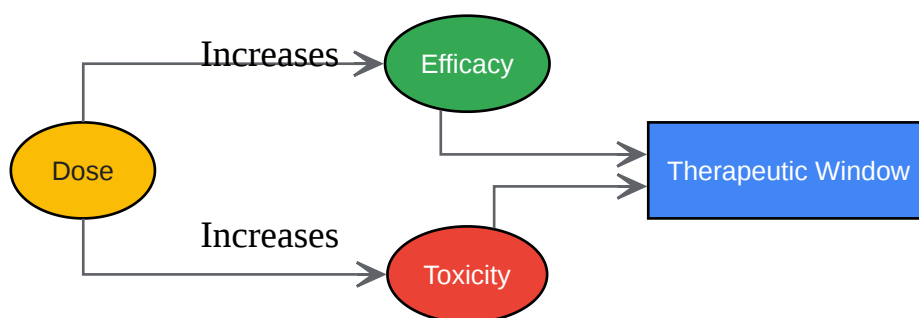 Increases
Efficacy
Dose
Therapeutic Window
Increases
Toxicity